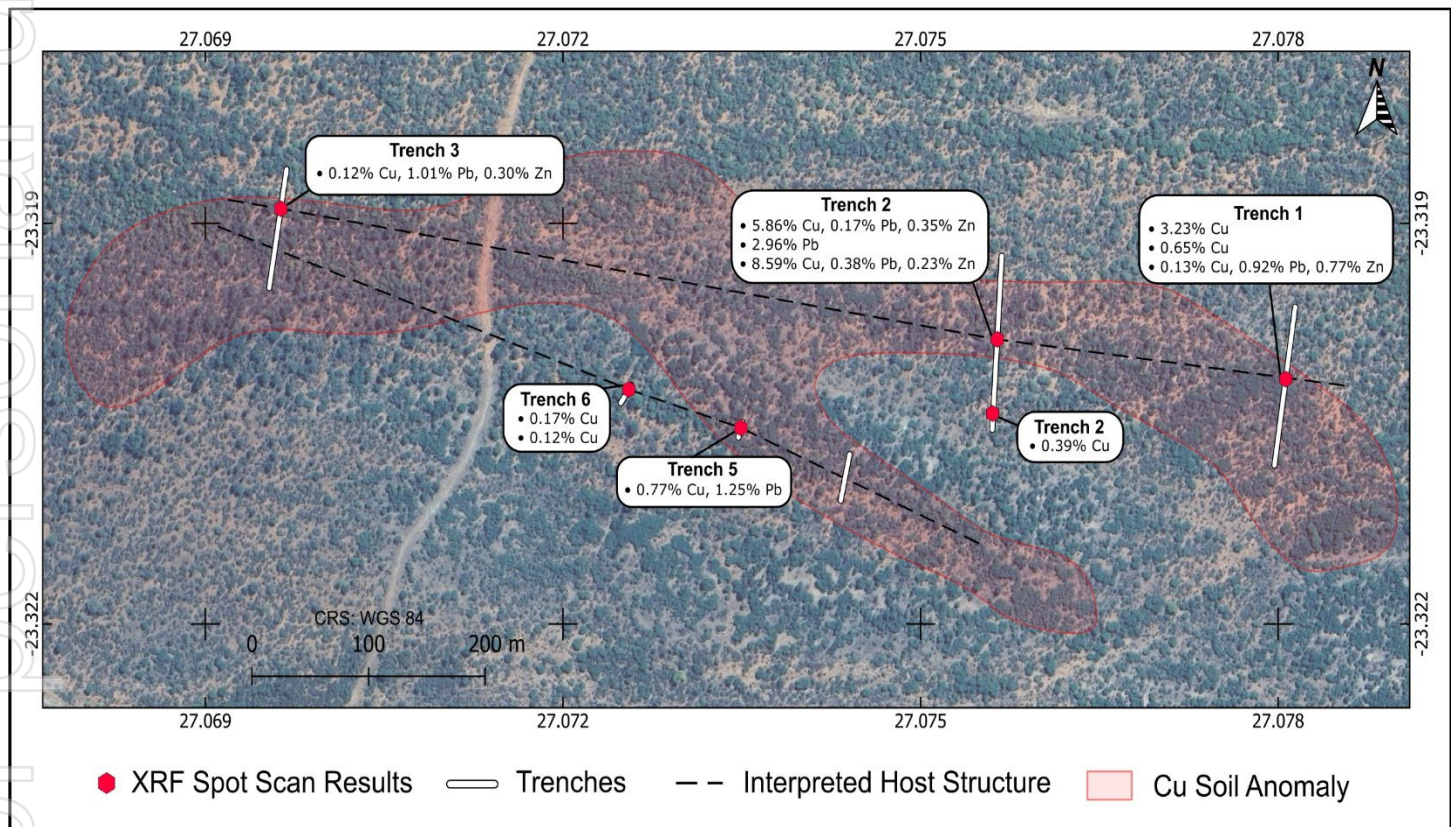 27.069 27.072 27.075 27.078
N
Trench 3
• 0.12% Cu, 1.01% Pb, 0.30% Zn
-23.319
-23.319
Trench 2
• 5.86% Cu, 0.17% Pb, 0.35% Zn
• 2.96% Pb
• 8.59% Cu, 0.38% Pb, 0.23% Zn
Trench 1
• 3.23% Cu
• 0.65% Cu
• 0.13% Cu, 0.92% Pb, 0.77% Zn
Trench 6
• 0.17% Cu
• 0.12% Cu
Trench 2
• 0.39% Cu
Trench 5
• 0.77% Cu, 1.25% Pb
-23.322
-23.322
CRS: WGS 84
0 100 200 m
27.069 27.072 27.075 27.078
XRF Spot Scan Results Trenches Interpreted Host Structure Cu Soil Anomaly